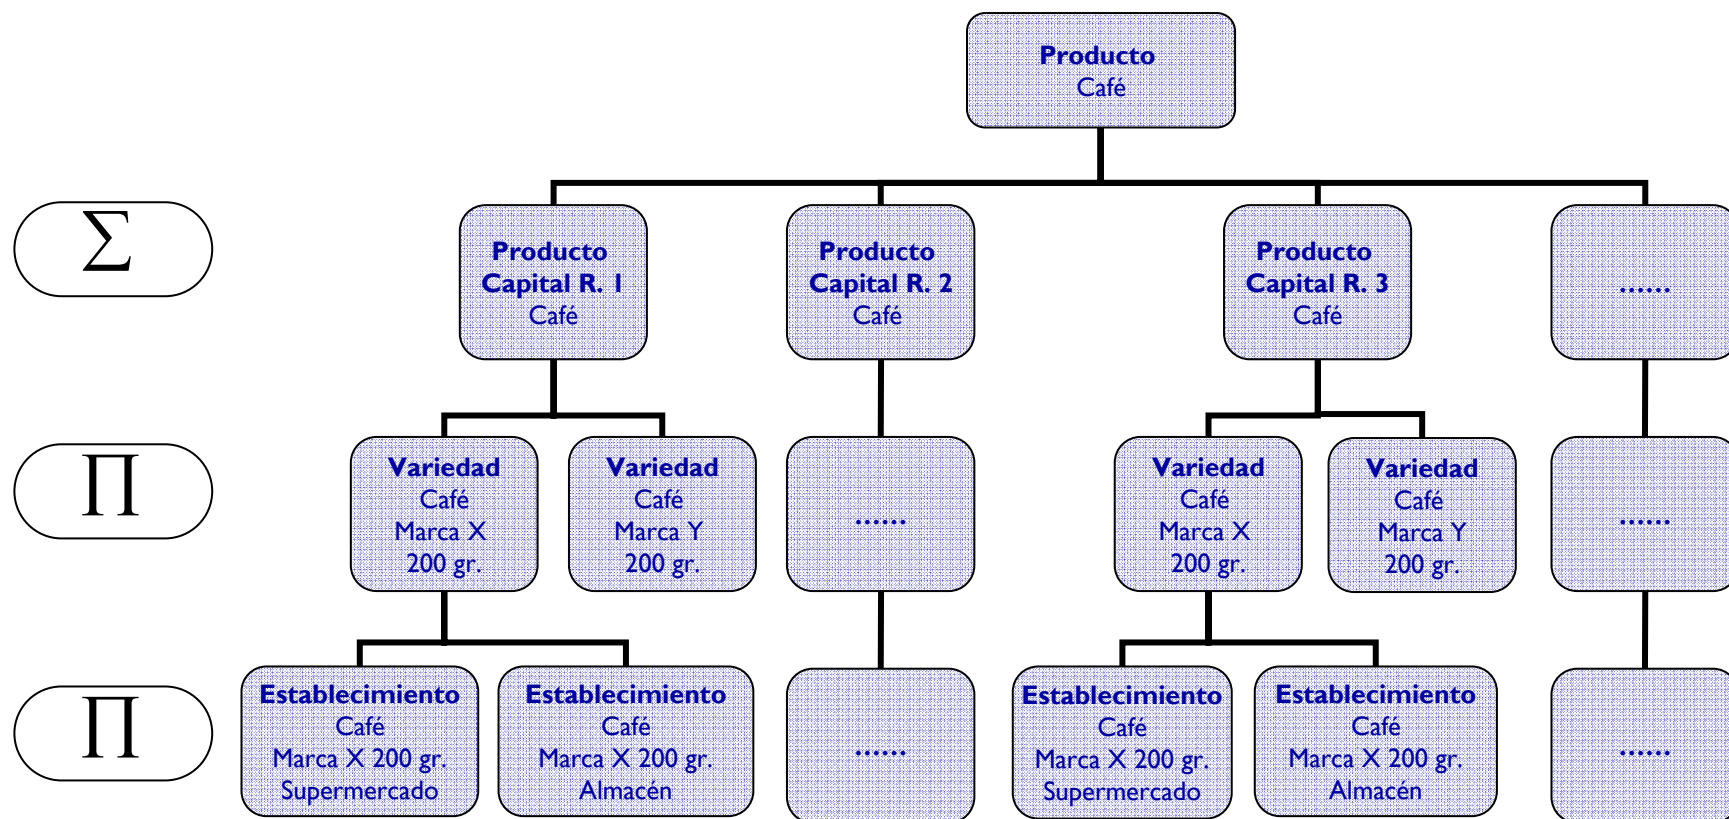 Producto
Café
∑
Producto
Capital R. 1
Café
Producto
Capital R. 2
Café
Producto
Capital R. 3
Café
......
∏
Variedad
Café
Marca X
200 gr.
Variedad
Café
Marca Y
200 gr.
......
Variedad
Café
Marca X
200 gr.
Variedad
Café
Marca Y
200 gr.
......
∏
Establecimiento
Café
Marca X 200 gr.
Supermercado
Establecimiento
Café
Marca X 200 gr.
Almacén
......
Establecimiento
Café
Marca X 200 gr.
Supermercado
Establecimiento
Café
Marca X 200 gr.
Almacén
......